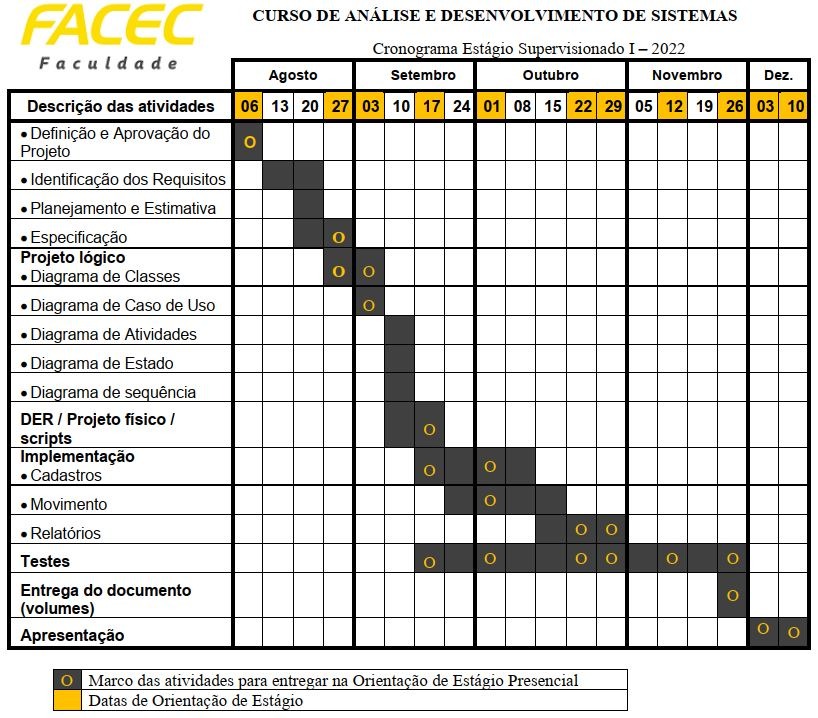 FACEC
Faculdade
CURSO DE ANÁLISE E DESENVOLVIMENTO DE SISTEMAS
Cronograma Estágio Supervisionado I – 2022
Agosto Setembro Outubro Novembro Dez.
Descrição das atividades 06 13 20 27 03 10 17 24 01 08 15 22 29 05 12 19 26 03 10
• Definição e Aprovação do
Projeto O
• Identificação dos Requisitos
• Planejamento e Estimativa
• Especificação O
Projeto lógico
• Diagrama de Classes O O
• Diagrama de Caso de Uso O
• Diagrama de Atividades
• Diagrama de Estado
• Diagrama de sequência
DER / Projeto físico /
scripts O
Implementação
• Cadastros O O
• Movimento O
• Relatórios O O
Testes O O O O O O
Entrega do documento
(volumes) O
Apresentação O O
O Marco das atividades para entregar na Orientação de Estágio Presencial
Datas de Orientação de Estágio